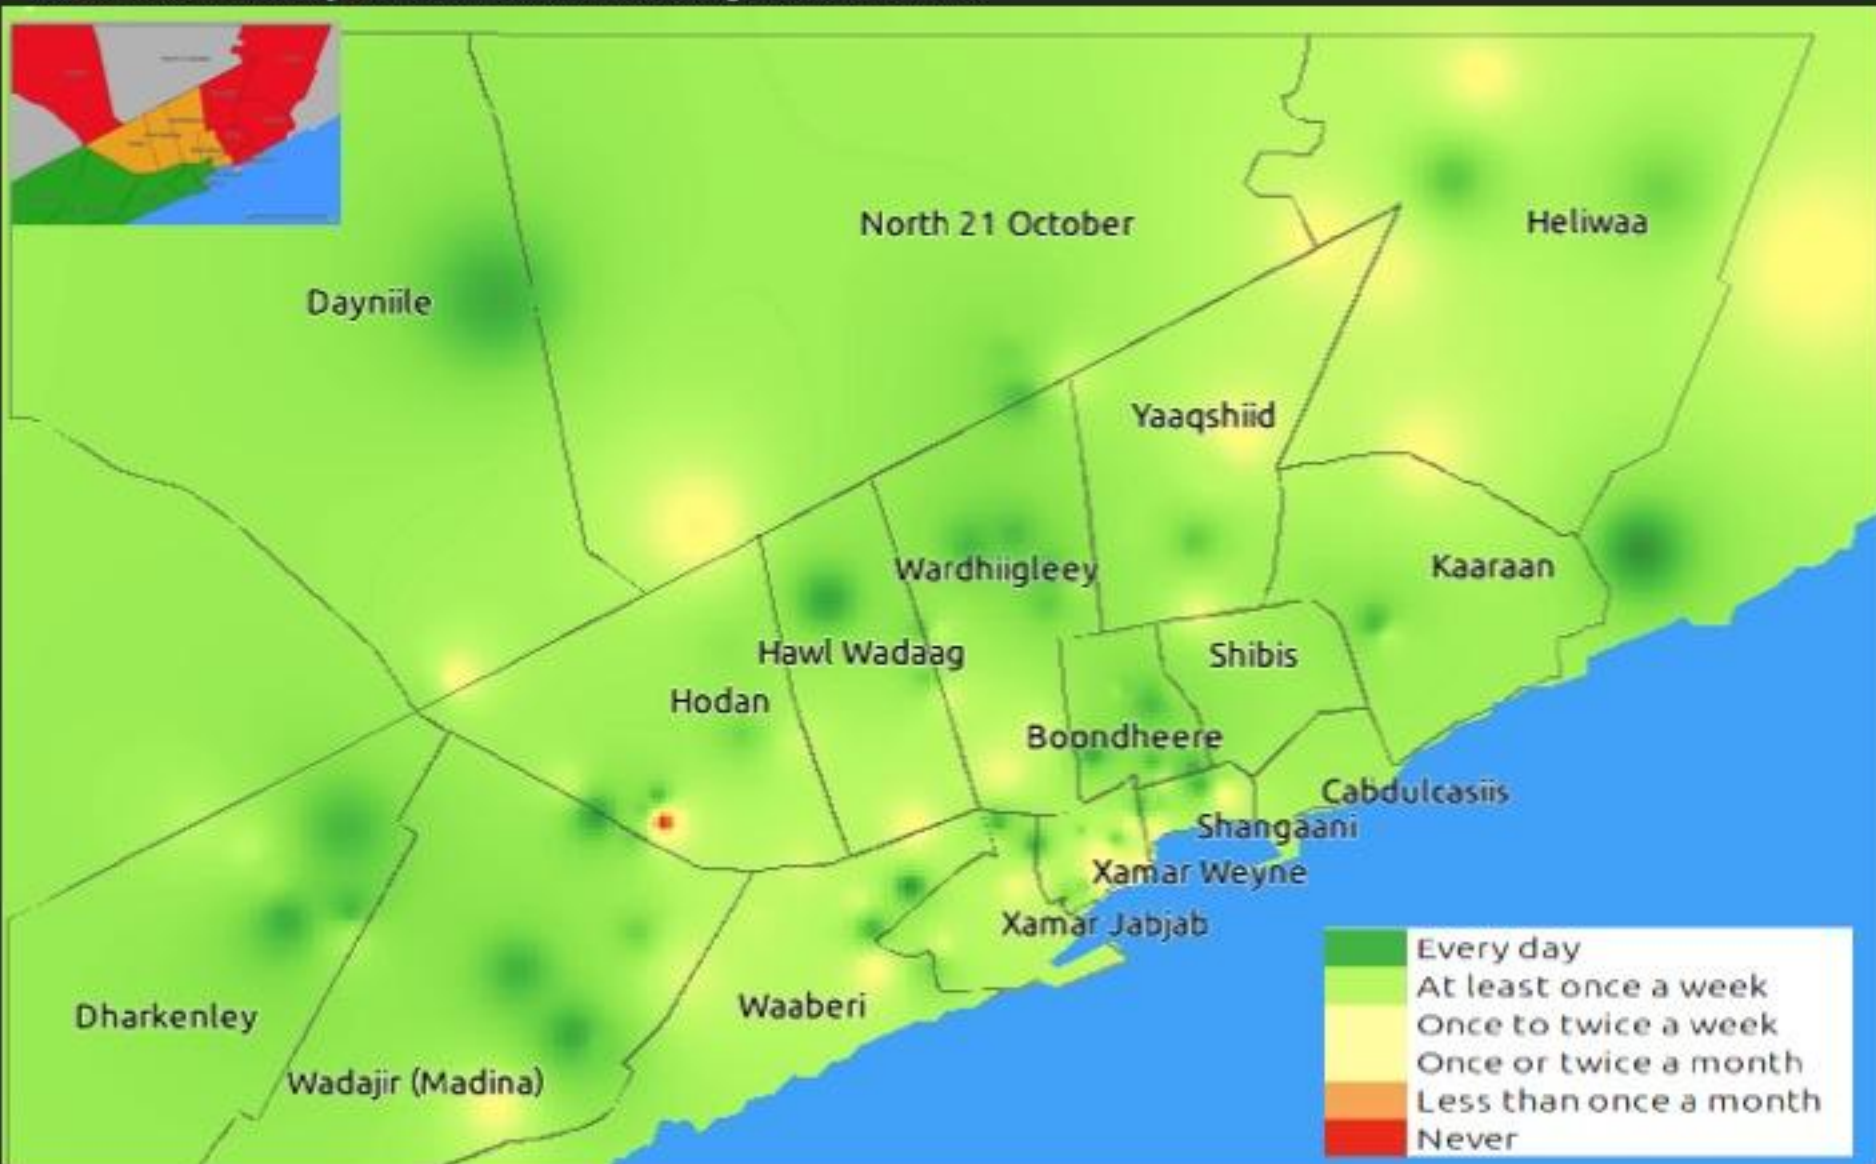 North 21 October
Heliwaa
Dayniile
Yaaqshiid
Wardhiigleey
Kaaraan
Hawl Wadaag
Shibis
Hodan
Boondheere
Cabdulcasiis
Shangaani
Xamar Weyne
Xamar Jabjab
Waaberi
Dharkenley
Wadajir (Madina)
Every day
At least once a week
Once to twice a week
Once or twice a month
Less than once a month
Never